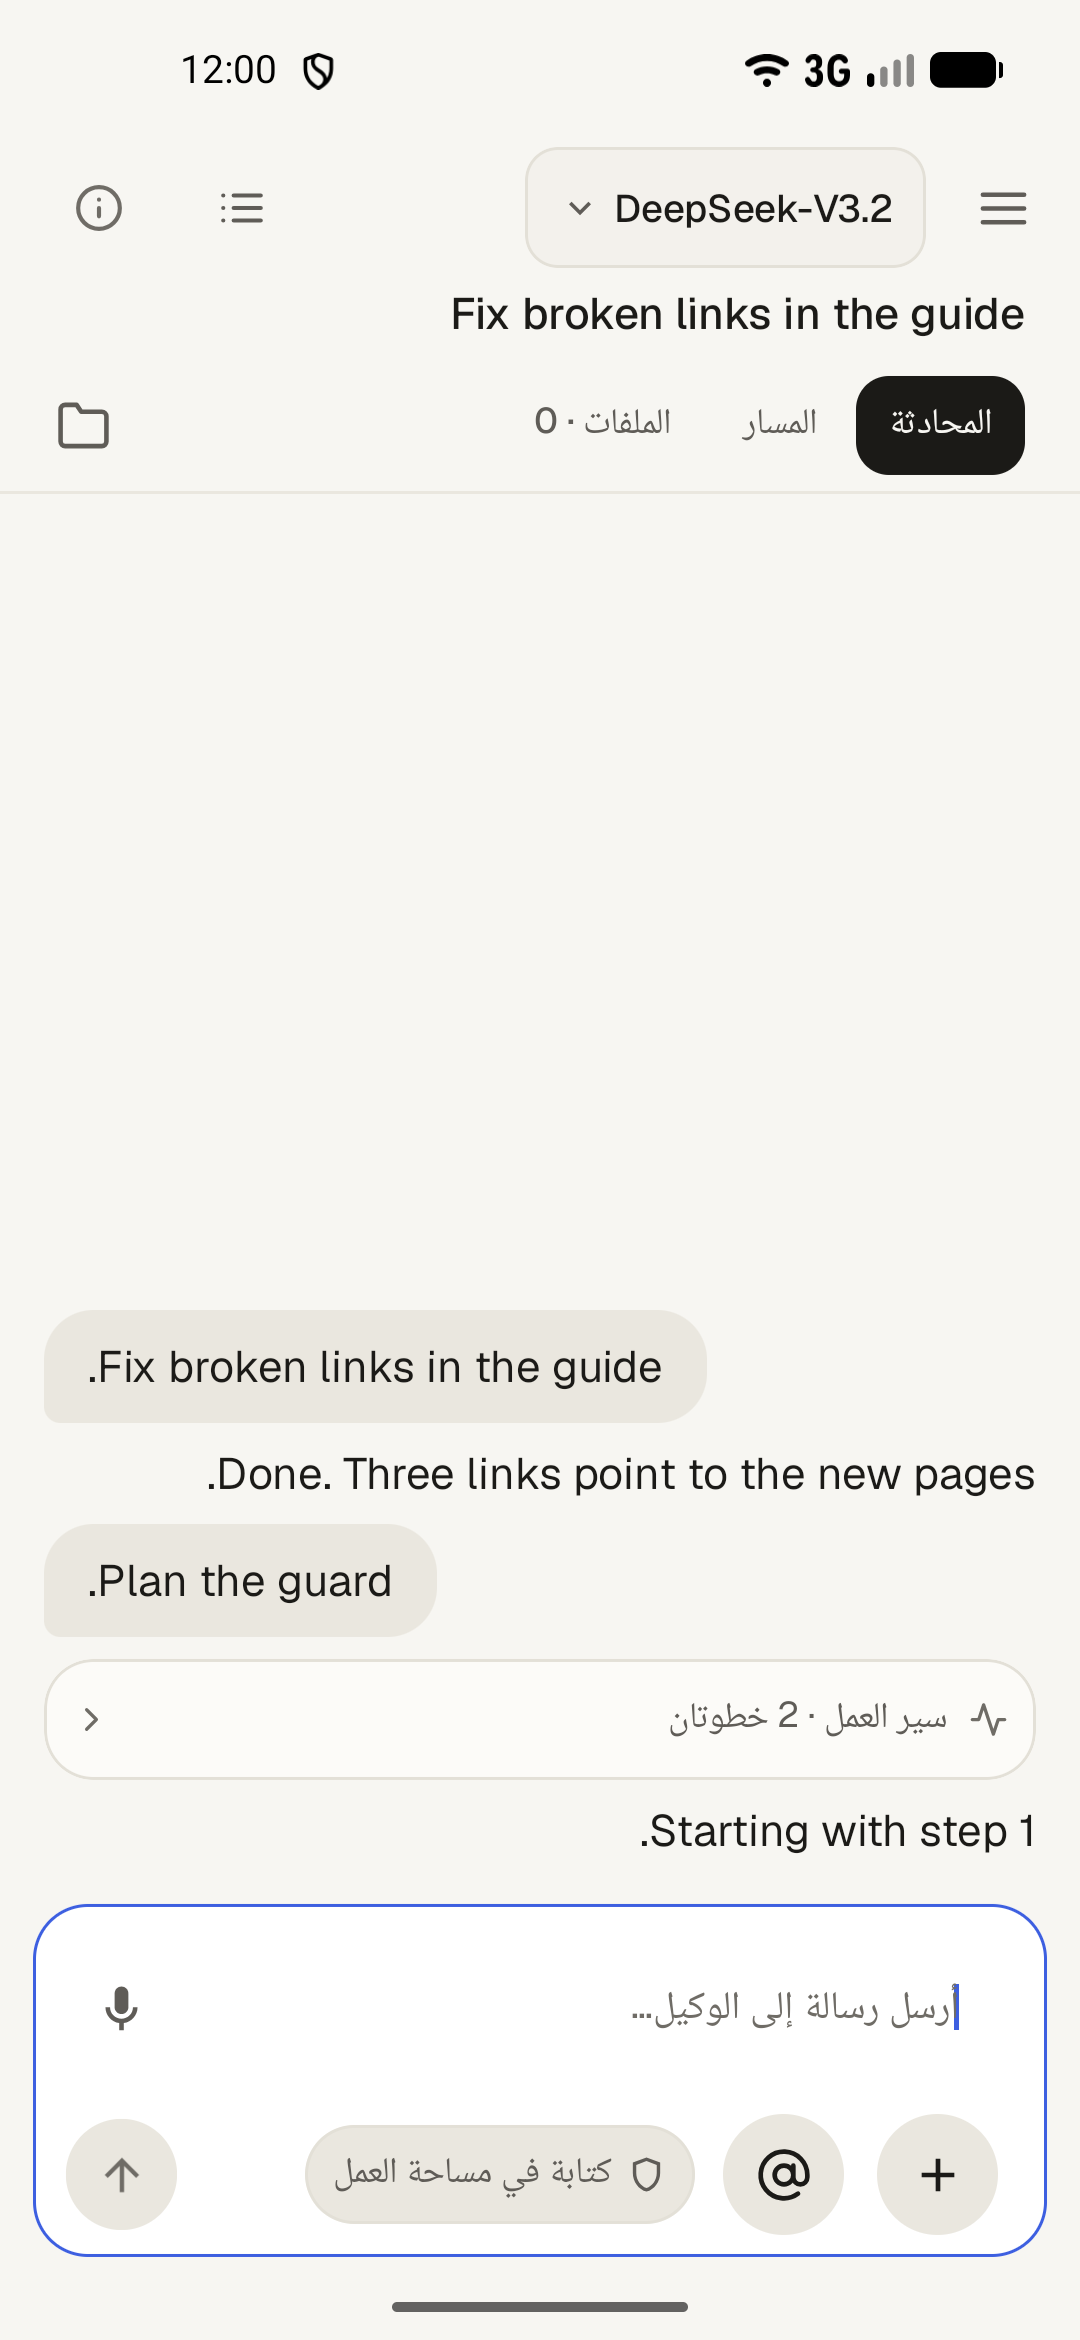 12:00
3G
DeepSeek-V3.2
Fix broken links in the guide
المحادثة
المسار
الملفات · 0
Fix broken links in the guide.
Done. Three links point to the new pages.
Plan the guard.
سير العمل · 2 خطوتان
Starting with step 1.
أرسل رسالة إلى الوكيل...
كتابة في مساحة العمل